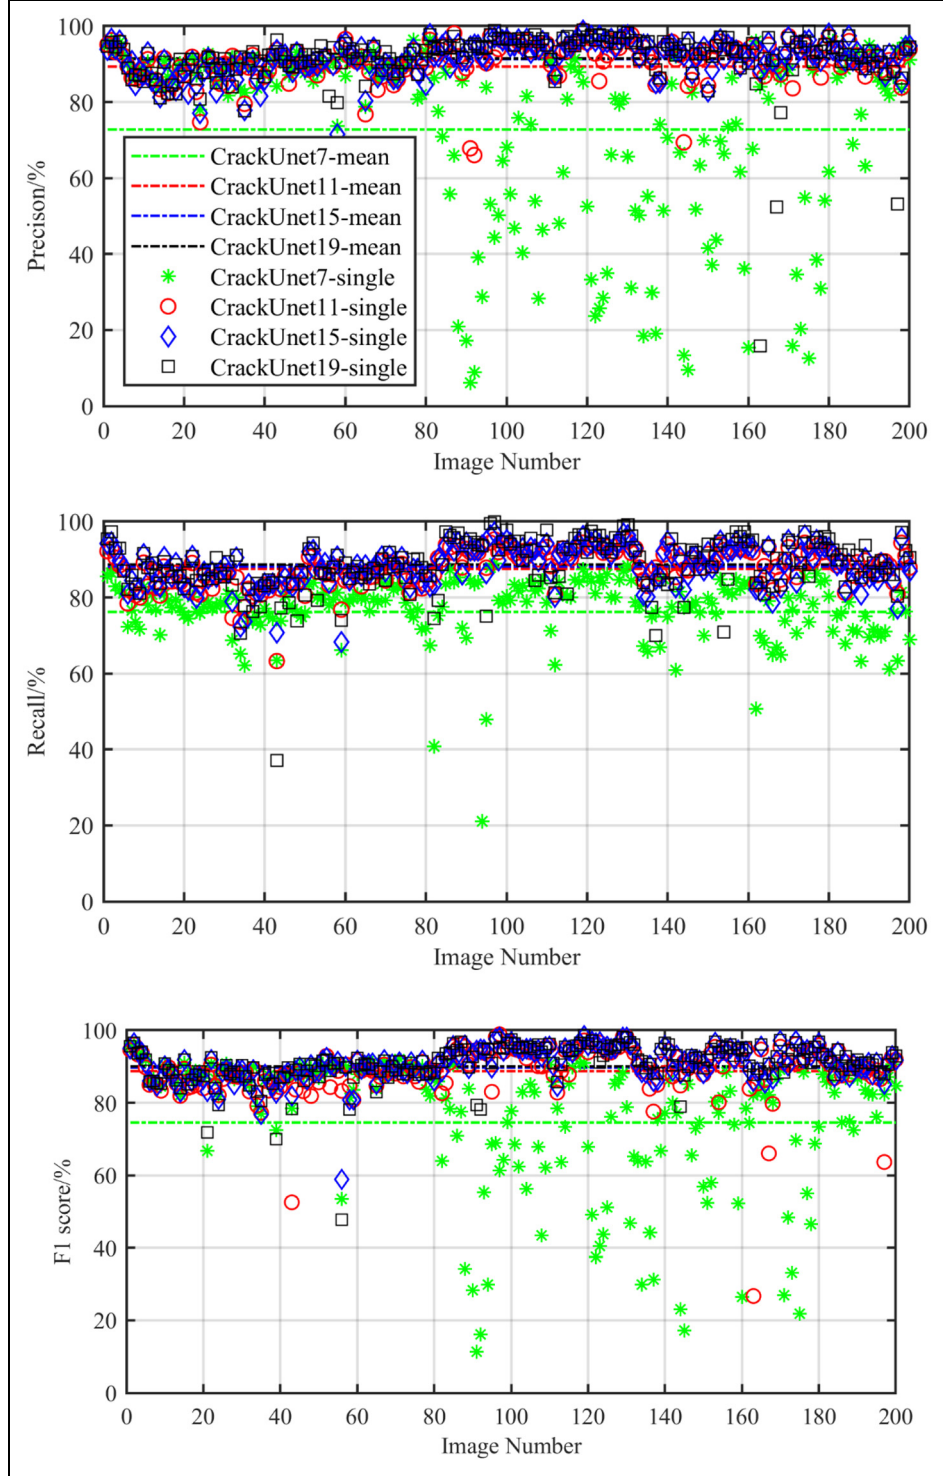 100
80
60
40
20
0
Precison/%
CrackUnet7-mean
CrackUnet11-mean
CrackUnet15-mean
CrackUnet19-mean
CrackUnet7-single
CrackUnet11-single
CrackUnet15-single
CrackUnet19-single
0 20 40 60 80 100 120 140 160 180 200
Image Number
100
80
60
40
20
0
Recall/%
0 20 40 60 80 100 120 140 160 180 200
Image Number
100
80
60
40
20
0
F1 score/%
0 20 40 60 80 100 120 140 160 180 200
Image Number